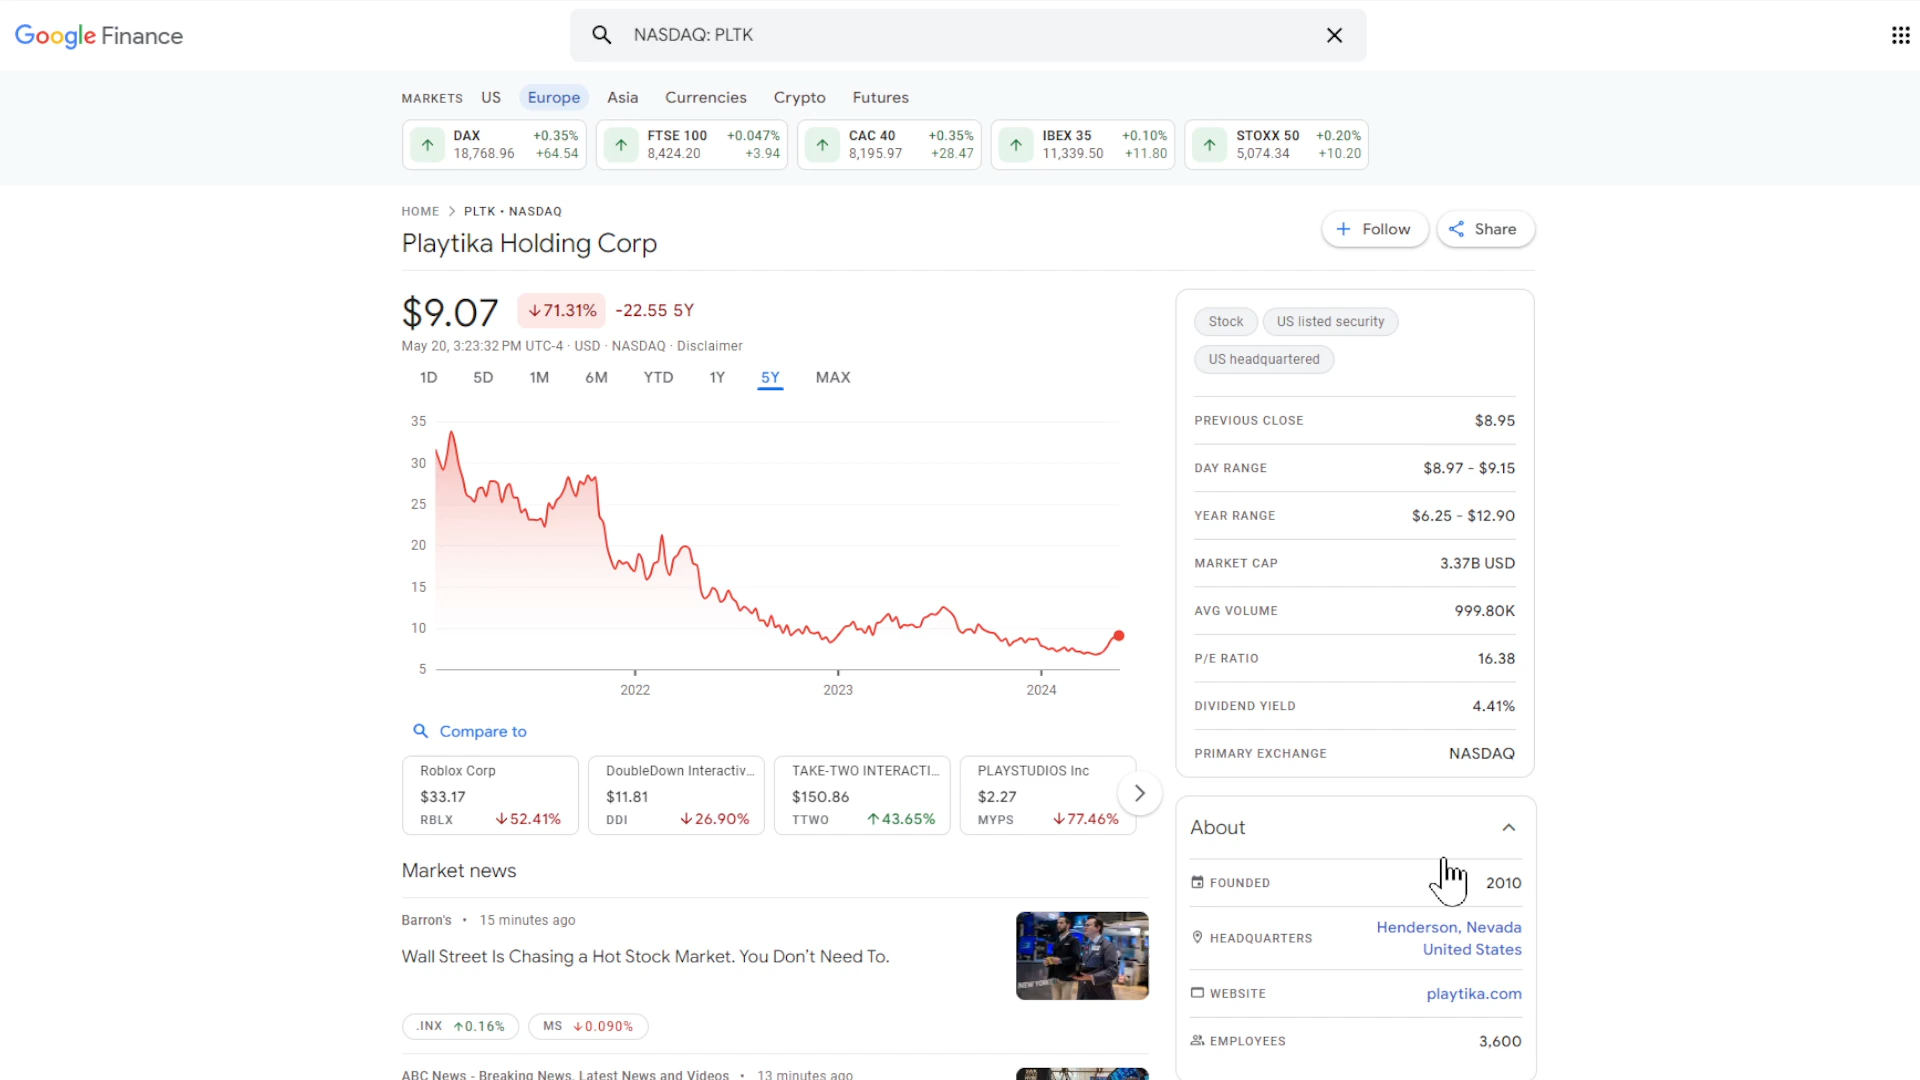 Google Finance
NASDAQ: PLTK
MARKETS US Europe Asia Currencies Crypto Futures
DAX +0.35%
18,768.96 +64.54
FTSE 100 +0.047%
8,424.20 +3.94
CAC 40 +0.35%
8,195.97 +28.47
IBEX 35 +0.10%
11,339.50 +11.80
STOXX 50 +0.20%
5,074.34 +10.20
HOME > PLTK • NASDAQ
Playtika Holding Corp
+ Follow
Share
$9.07 ↓71.31% -22.55 5Y
May 20, 3:23:32 PM UTC-4 · USD · NASDAQ · Disclaimer
1D 5D 1M 6M YTD 1Y 5Y MAX
35
30
25
20
15
10
5
2022 2023 2024
Compare to
Roblox Corp
$33.17
RBLX ↓52.41%
DoubleDown Interactiv...
$11.81
DDI ↓26.90%
TAKE-TWO INTERACTI...
$150.86
TTWO ↑43.65%
PLAYSTUDIOS Inc
$2.27
MYPS ↓77.46%
Market news
Barron's • 15 minutes ago
Wall Street Is Chasing a Hot Stock Market. You Don't Need To.
NEW YORK
.INX ↑0.16% MS ↓0.090%
ABC News - Breaking News, Latest News and Videos • 13 minutes ago
Stock US listed security
US headquartered
PREVIOUS CLOSE $8.95
DAY RANGE $8.97 - $9.15
YEAR RANGE $6.25 - $12.90
MARKET CAP 3.37B USD
AVG VOLUME 999.80K
P/E RATIO 16.38
DIVIDEND YIELD 4.41%
PRIMARY EXCHANGE NASDAQ
About
FOUNDED 2010
HEADQUARTERS Henderson, Nevada
United States
WEBSITE playtika.com
EMPLOYEES 3,600